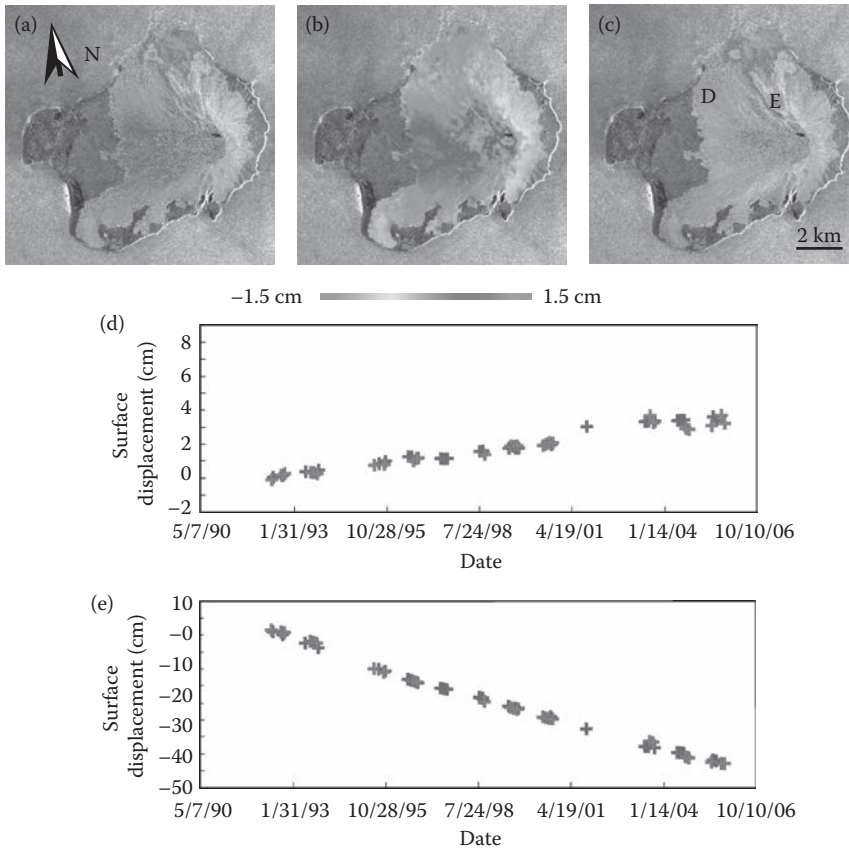 (a)
N
(b)
(c)
D
E
2 km
−1.5 cm
1.5 cm
(d)
Surface
displacement (cm)
8
6
4
2
0
−2
5/7/90 1/31/93 10/28/95 7/24/98 4/19/01 1/14/04 10/10/06
Date
(e)
Surface
displacement (cm)
10
−0
−10
−20
−30
−40
−50
5/7/90 1/31/93 10/28/95 7/24/98 4/19/01 1/14/04 10/10/06
Date